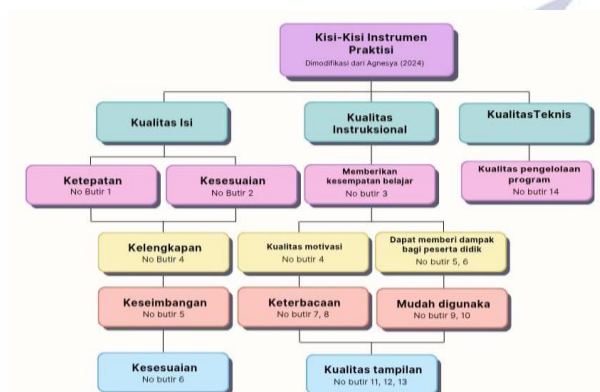 Kisi-Kisi Instrumen
Praktisi
Dimodifikasi dari Agnesya (2024)
Kualitas Isi
Kualitas
Instruksional
KualitasTeknis
Ketepatan
No Butir 1
Kesesuaian
No Butir 2
Memberikan
kesempatan belajar
No butir 3
Kualitas pengelolaan
program
No butir 14
Kelengkapan
No Butir 4
Kualitas motivasi
No butir 4
Dapat memberi dampak
bagi peserta didik
No butir 5, 6
Keseimbangan
No butir 5
Keterbacaan
No butir 7, 8
Mudah digunaka
No butir 9, 10
Kesesuaian
No butir 6
Kualitas tampilan
No butir 11, 12, 13